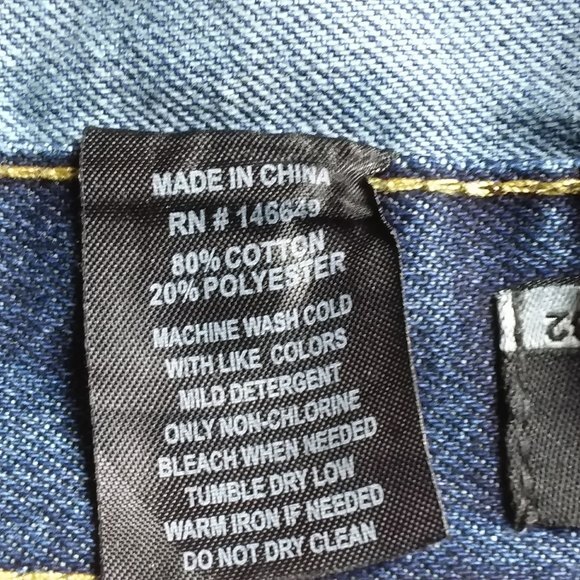 MADE IN CHINA
RN # 146649
80% COTTON
20% POLYESTER
MACHINE WASH COLD
WITH LIKE COLORS
MILD DETERGENT
ONLY NON-CHLORINE
BLEACH WHEN NEEDED
TUMBLE DRY LOW
WARM IRON IF NEEDED
DO NOT DRY CLEAN